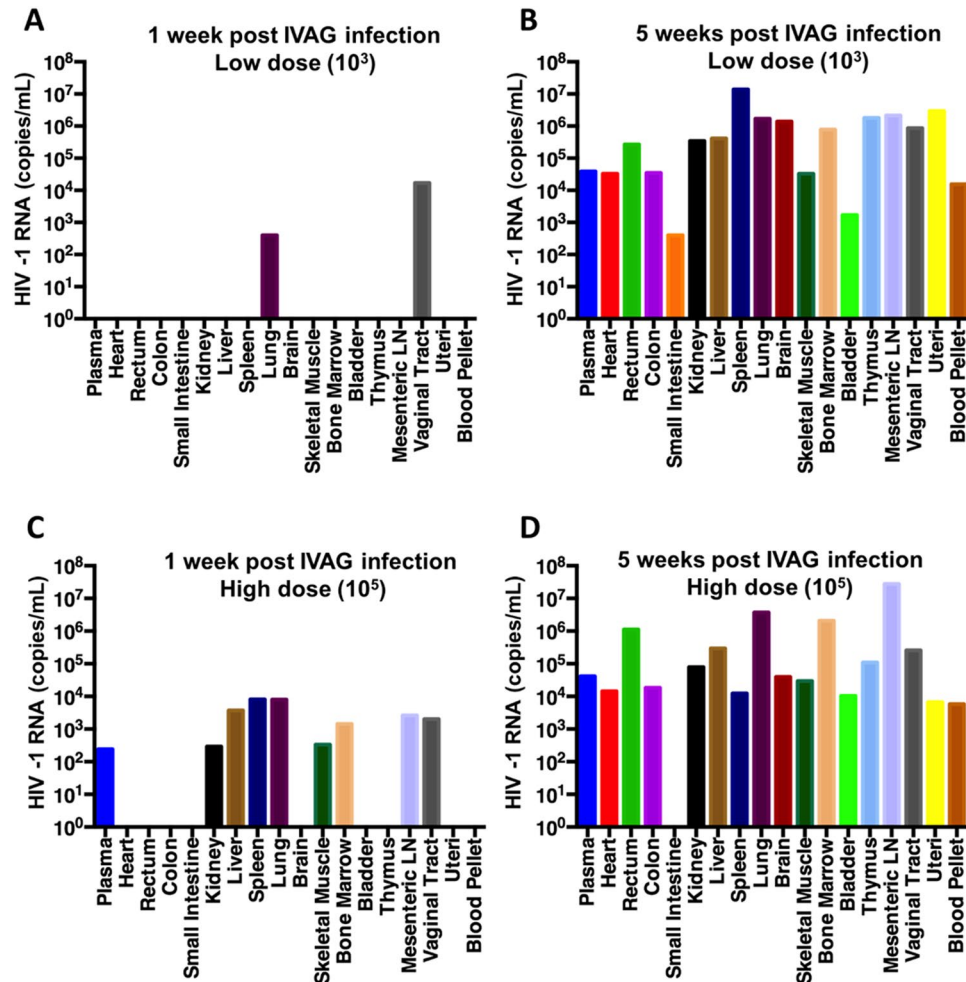 A
1 week post IVAG infection
Low dose (10³)
HIV -1 RNA (copies/mL)
10⁸
10⁷
10⁶
10⁵
10⁴
10³
10²
10¹
10⁰
Plasma
Heart
Rectum
Colon
Small Intestine
Kidney
Liver
Spleen
Lung
Brain
Skeletal Muscle
Bone Marrow
Bladder
Thymus
Mesenteric LN
Vaginal Tract
Uteri
Blood Pellet
B
5 weeks post IVAG infection
Low dose (10³)
HIV -1 RNA (copies/mL)
10⁸
10⁷
10⁶
10⁵
10⁴
10³
10²
10¹
10⁰
Plasma
Heart
Rectum
Colon
Small Intestine
Kidney
Liver
Spleen
Lung
Brain
Skeletal Muscle
Bone Marrow
Bladder
Thymus
Mesenteric LN
Vaginal Tract
Uteri
Blood Pellet
C
1 week post IVAG infection
High dose (10⁵)
HIV -1 RNA (copies/mL)
10⁸
10⁷
10⁶
10⁵
10⁴
10³
10²
10¹
10⁰
Plasma
Heart
Rectum
Colon
Small Intestine
Kidney
Liver
Spleen
Lung
Brain
Skeletal Muscle
Bone Marrow
Bladder
Thymus
Mesenteric LN
Vaginal Tract
Uteri
Blood Pellet
D
5 weeks post IVAG infection
High dose (10⁵)
HIV -1 RNA (copies/mL)
10⁸
10⁷
10⁶
10⁵
10⁴
10³
10²
10¹
10⁰
Plasma
Heart
Rectum
Colon
Small Intestine
Kidney
Liver
Spleen
Lung
Brain
Skeletal Muscle
Bone Marrow
Bladder
Thymus
Mesenteric LN
Vaginal Tract
Uteri
Blood Pellet